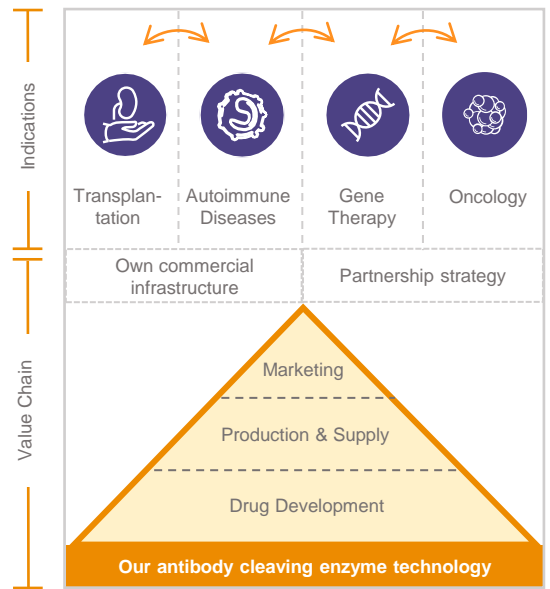 Indications
Transplan-
tation
Autoimmune
Diseases
Gene
Therapy
Oncology
Own commercial
infrastructure
Partnership strategy
Value Chain
Marketing
Production & Supply
Drug Development
Our antibody cleaving enzyme technology